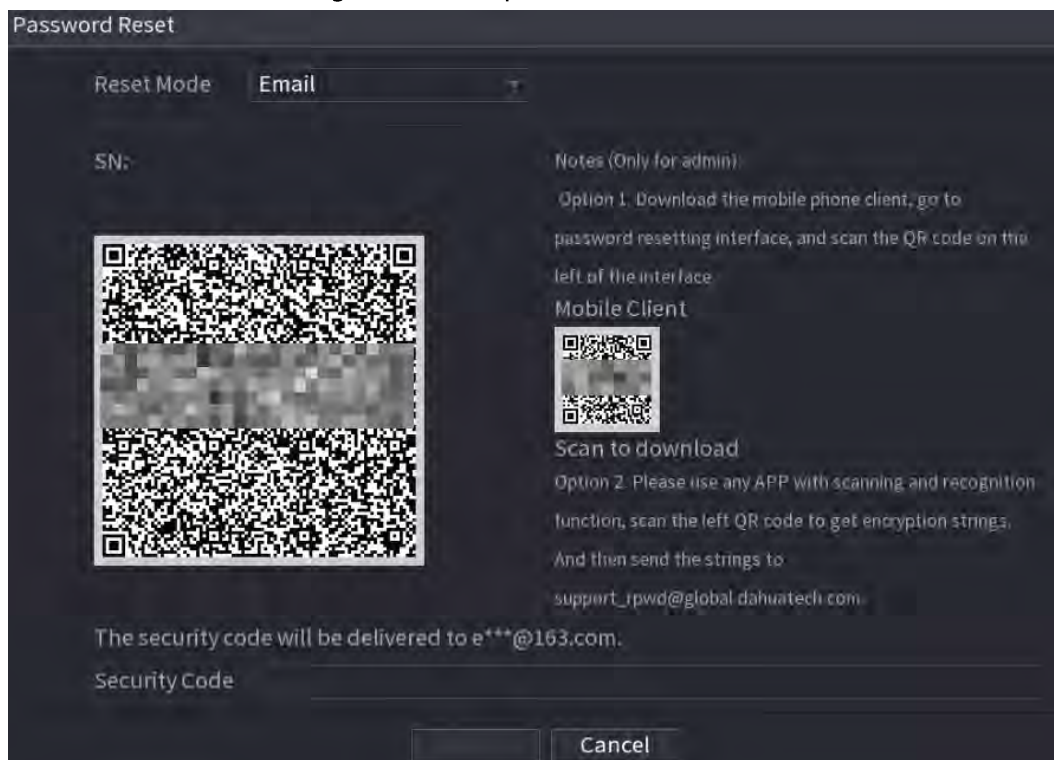 Password Reset
Reset Mode Email
SN:
Notes (Only for admin):
Option 1. Download the mobile phone client, go to
password resetting interface, and scan the QR code on the
left of the interface
Mobile Client
Scan to download
Option 2. Please use any APP with scanning and recognition
function, scan the left QR code to get encryption strings.
And then send the strings to
support_rpwd@global.dahuatech.com.
The security code will be delivered to e***@163.com.
Security Code
Cancel